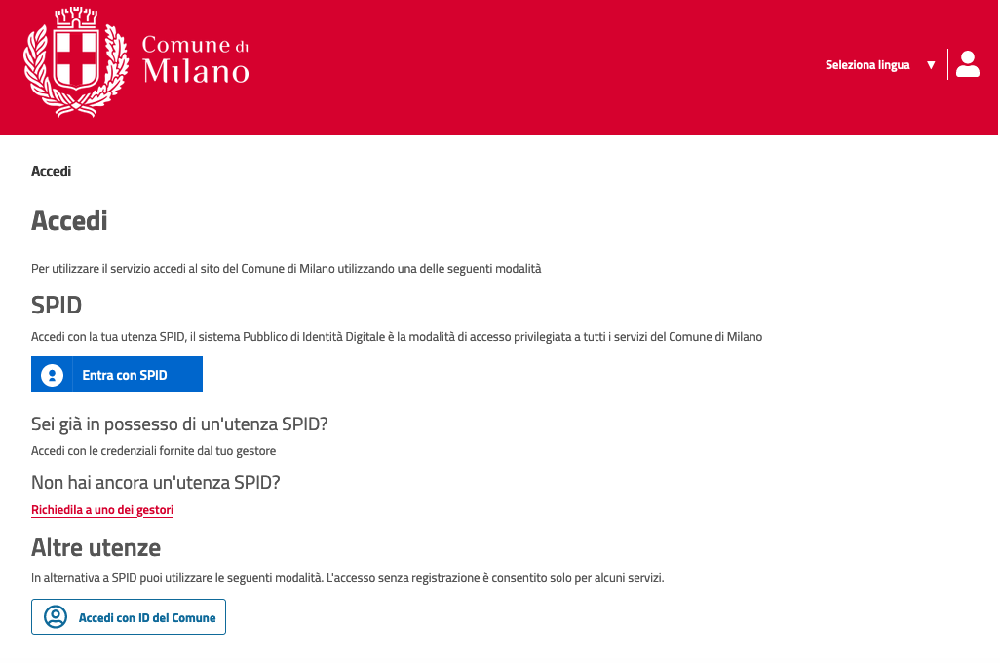 Comune di
Milano
Seleziona lingua ▼
Accedi
Accedi
Per utilizzare il servizio accedi al sito del Comune di Milano utilizzando una delle seguenti modalità
SPID
Accedi con la tua utenza SPID, il sistema Pubblico di Identità Digitale è la modalità di accesso privilegiata a tutti i servizi del Comune di Milano
Entra con SPID
Sei già in possesso di un'utenza SPID?
Accedi con le credenziali fornite dal tuo gestore
Non hai ancora un'utenza SPID?
Richiedila a uno dei gestori
Altre utenze
In alternativa a SPID puoi utilizzare le seguenti modalità. L'accesso senza registrazione è consentito solo per alcuni servizi.
Accedi con ID del Comune